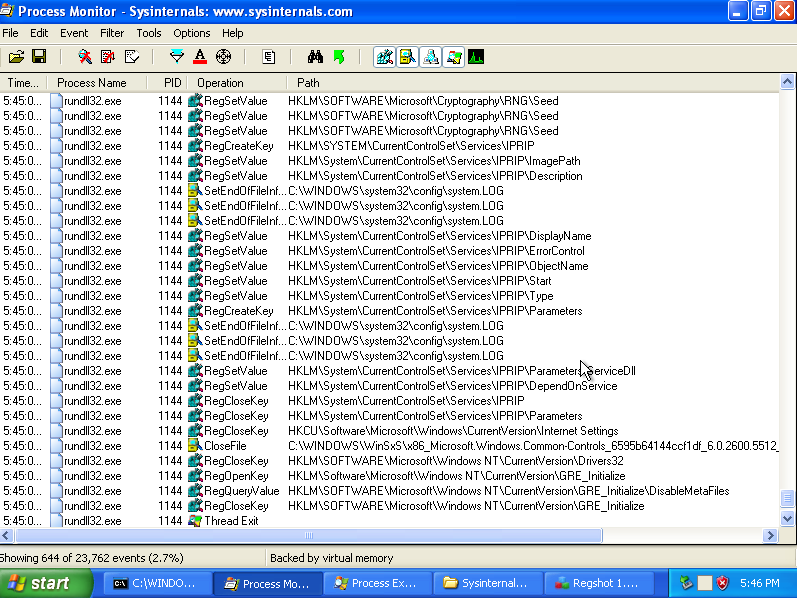 Process Monitor - Sysinternals: www.sysinternals.com
File Edit Event Filter Tools Options Help
Time... Process Name PID Operation Path
5:45:0... rundll32.exe 1144 RegSetValue HKLM\SOFTWARE\Microsoft\Cryptography\RNG\Seed
5:45:0... rundll32.exe 1144 RegSetValue HKLM\SOFTWARE\Microsoft\Cryptography\RNG\Seed
5:45:0... rundll32.exe 1144 RegSetValue HKLM\SOFTWARE\Microsoft\Cryptography\RNG\Seed
5:45:0... rundll32.exe 1144 RegCreateKey HKLM\SYSTEM\CurrentControlSet\Services\IPRIP
5:45:0... rundll32.exe 1144 RegSetValue HKLM\System\CurrentControlSet\Services\IPRIP\ImagePath
5:45:0... rundll32.exe 1144 RegSetValue HKLM\System\CurrentControlSet\Services\IPRIP\Description
5:45:0... rundll32.exe 1144 SetEndOfFileInf... C:\WINDOWS\system32\config\system.LOG
5:45:0... rundll32.exe 1144 SetEndOfFileInf... C:\WINDOWS\system32\config\system.LOG
5:45:0... rundll32.exe 1144 SetEndOfFileInf... C:\WINDOWS\system32\config\system.LOG
5:45:0... rundll32.exe 1144 RegSetValue HKLM\System\CurrentControlSet\Services\IPRIP\DisplayName
5:45:0... rundll32.exe 1144 RegSetValue HKLM\System\CurrentControlSet\Services\IPRIP\ErrorControl
5:45:0... rundll32.exe 1144 RegSetValue HKLM\System\CurrentControlSet\Services\IPRIP\ObjectName
5:45:0... rundll32.exe 1144 RegSetValue HKLM\System\CurrentControlSet\Services\IPRIP\Start
5:45:0... rundll32.exe 1144 RegSetValue HKLM\System\CurrentControlSet\Services\IPRIP\Type
5:45:0... rundll32.exe 1144 RegCreateKey HKLM\System\CurrentControlSet\Services\IPRIP\Parameters
5:45:0... rundll32.exe 1144 SetEndOfFileInf... C:\WINDOWS\system32\config\system.LOG
5:45:0... rundll32.exe 1144 SetEndOfFileInf... C:\WINDOWS\system32\config\system.LOG
5:45:0... rundll32.exe 1144 SetEndOfFileInf... C:\WINDOWS\system32\config\system.LOG
5:45:0... rundll32.exe 1144 RegSetValue HKLM\System\CurrentControlSet\Services\IPRIP\Parameters\ServiceDll
5:45:0... rundll32.exe 1144 RegSetValue HKLM\System\CurrentControlSet\Services\IPRIP\DependOnService
5:45:0... rundll32.exe 1144 RegCloseKey HKLM\System\CurrentControlSet\Services\IPRIP
5:45:0... rundll32.exe 1144 RegCloseKey HKLM\System\CurrentControlSet\Services\IPRIP\Parameters
5:45:0... rundll32.exe 1144 RegCloseKey HKCU\Software\Microsoft\Windows\CurrentVersion\Internet Settings
5:45:0... rundll32.exe 1144 CloseFile C:\WINDOWS\WinSxS\x86_Microsoft.Windows.Common-Controls_6595b64144ccf1df_6.0.2600.5512_
5:45:0... rundll32.exe 1144 RegCloseKey HKLM\SOFTWARE\Microsoft\Windows NT\CurrentVersion\Drivers32
5:45:0... rundll32.exe 1144 RegOpenKey HKLM\Software\Microsoft\Windows NT\CurrentVersion\GRE_Initialize
5:45:0... rundll32.exe 1144 RegQueryValue HKLM\SOFTWARE\Microsoft\Windows NT\CurrentVersion\GRE_Initialize\DisableMetaFiles
5:45:0... rundll32.exe 1144 RegCloseKey HKLM\SOFTWARE\Microsoft\Windows NT\CurrentVersion\GRE_Initialize
5:45:0... rundll32.exe 1144 Thread Exit
Showing 644 of 23,762 events (2.7%) Backed by virtual memory
start C:\WINDO... Process Mo... Process Ex... Sysinternal... Regshot 1.... 5:46 PM